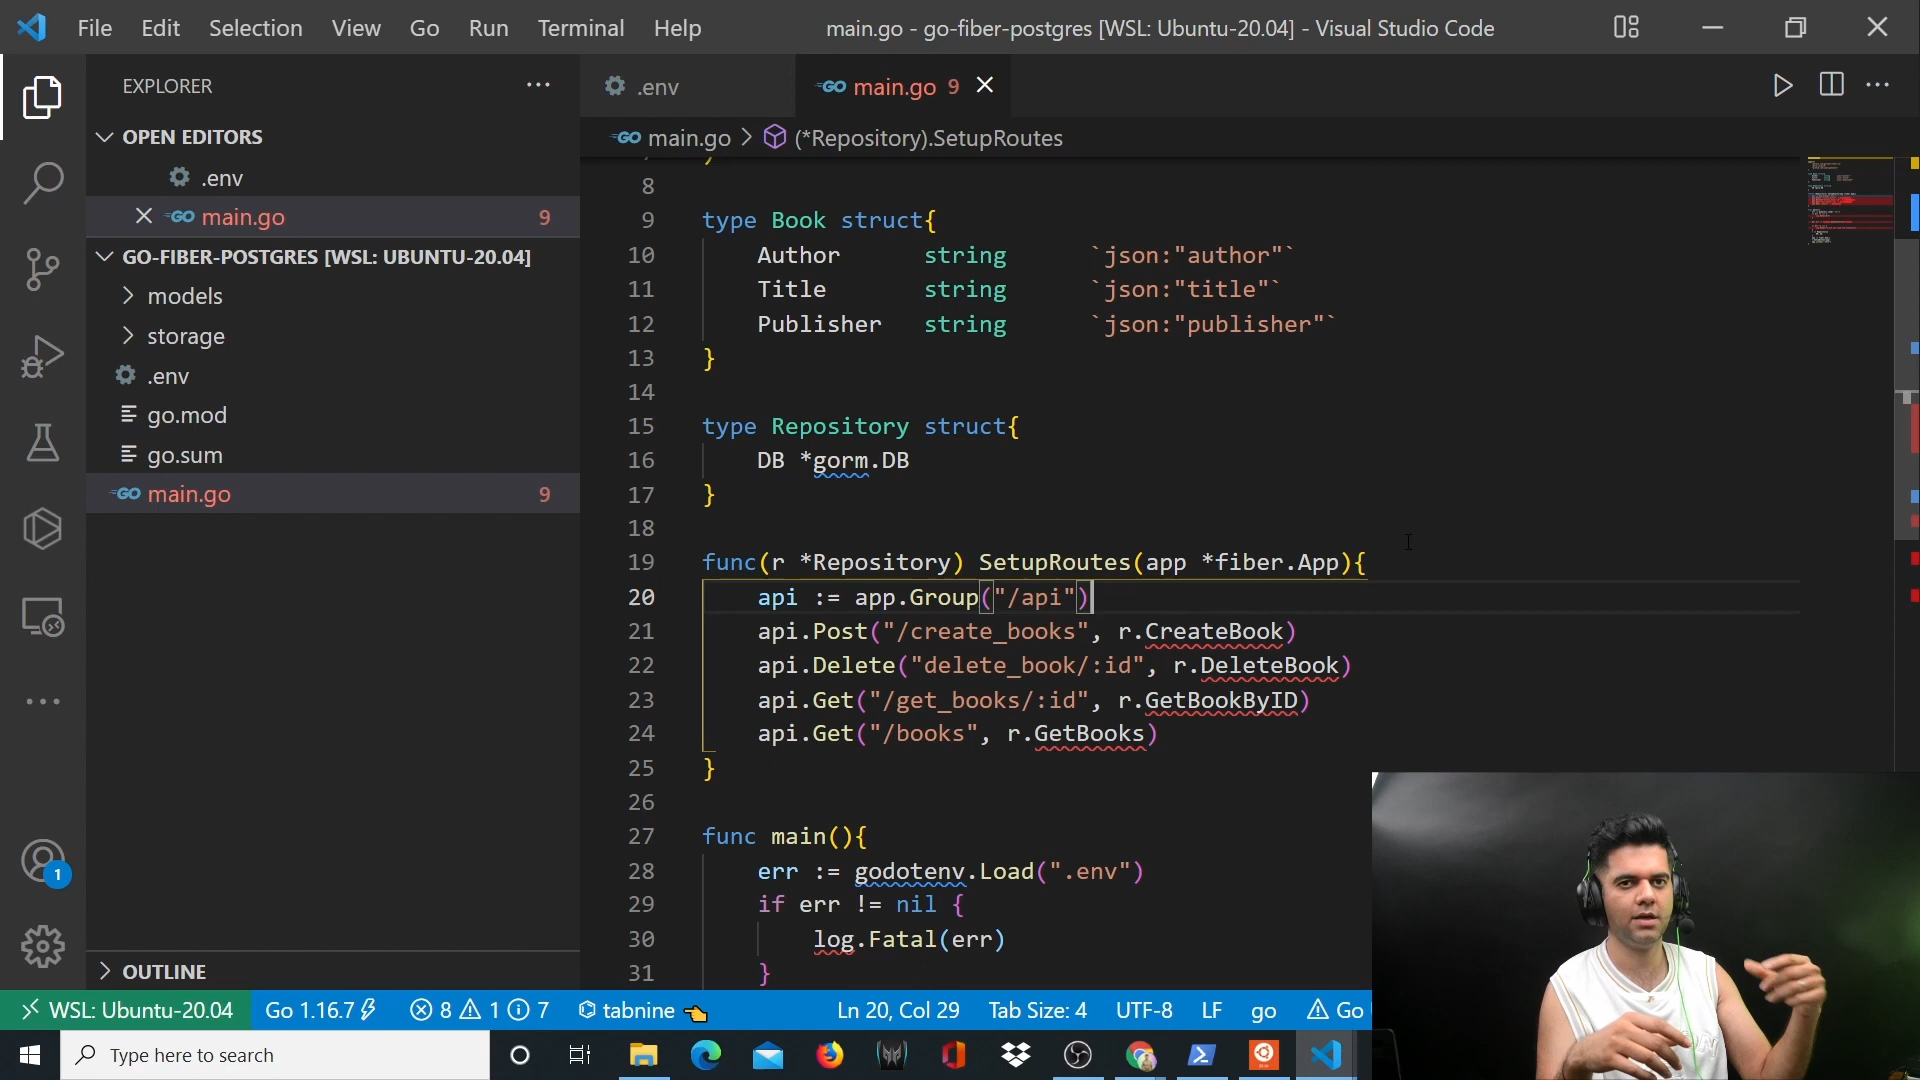 File Edit Selection View Go Run Terminal Help
main.go - go-fiber-postgres [WSL: Ubuntu-20.04] - Visual Studio Code
EXPLORER
OPEN EDITORS
.env
main.go 9
GO-FIBER-POSTGRES [WSL: UBUNTU-20.04]
models
storage
.env
go.mod
go.sum
main.go 9
OUTLINE
.env
main.go 9
main.go > (*Repository).SetupRoutes
8
9 type Book struct{
10 Author string `json:"author"`
11 Title string `json:"title"`
12 Publisher string `json:"publisher"`
13 }
14
15 type Repository struct{
16 DB *gorm.DB
17 }
18
19 func(r *Repository) SetupRoutes(app *fiber.App){
20 api := app.Group("/api")
21 api.Post("/create_books", r.CreateBook)
22 api.Delete("delete_book/:id", r.DeleteBook)
23 api.Get("/get_books/:id", r.GetBookByID)
24 api.Get("/books", r.GetBooks)
25 }
26
27 func main(){
28 err := godotenv.Load(".env")
29 if err != nil {
30 log.Fatal(err)
31 }
1
WSL: Ubuntu-20.04 Go 1.16.7 8 1 7 tabnine Ln 20, Col 29 Tab Size: 4 UTF-8 LF go Go
Type here to search